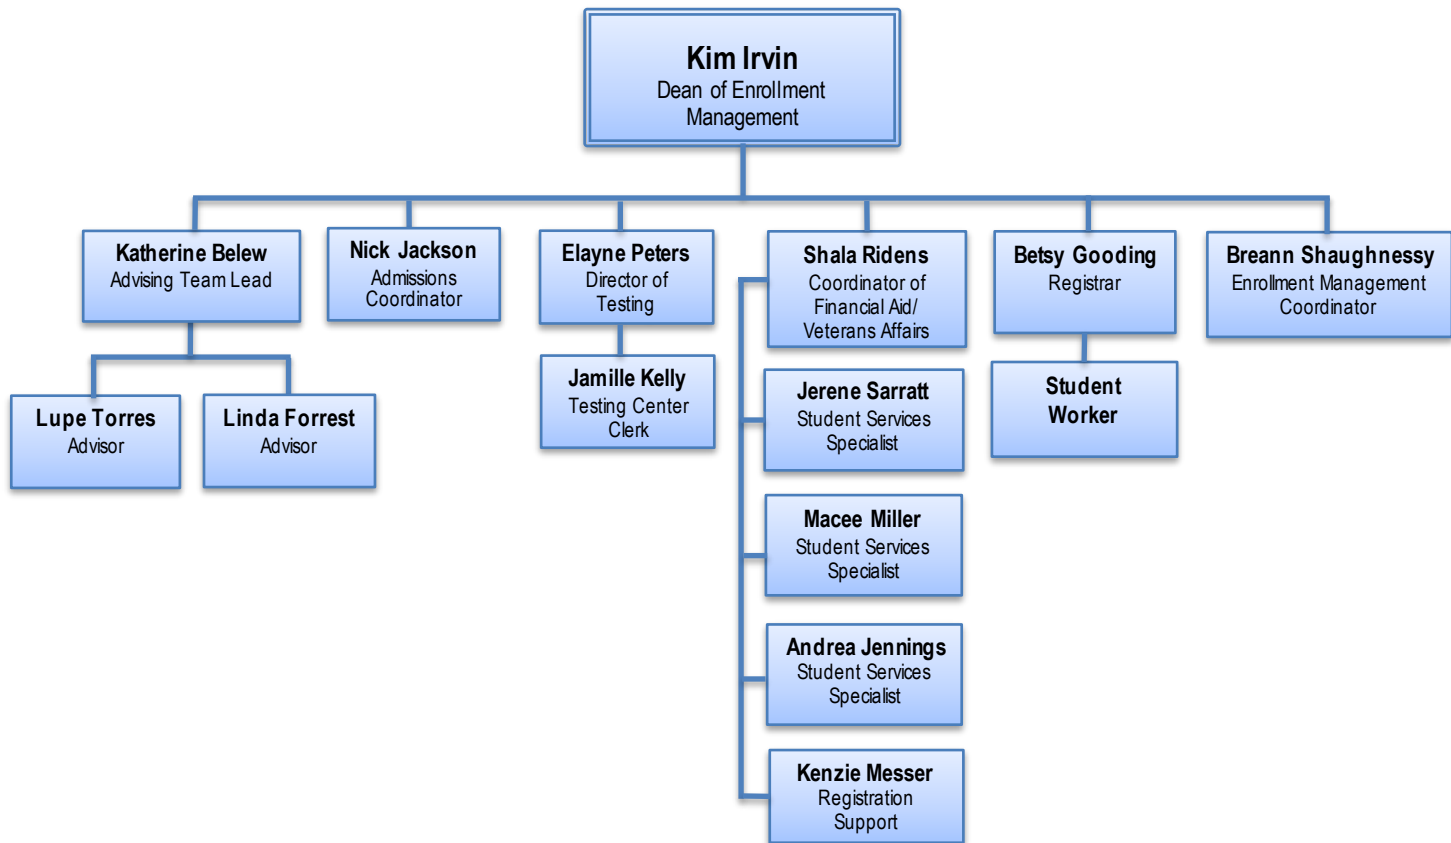 Kim Irvin
Dean of Enrollment
Management
Katherine Belew
Advising Team Lead
Nick Jackson
Admissions
Coordinator
Elayne Peters
Director of
Testing
Shala Ridens
Coordinator of
Financial Aid/
Veterans Affairs
Betsy Gooding
Registrar
Breann Shaughnessy
Enrollment Management
Coordinator
Lupe Torres
Advisor
Linda Forrest
Advisor
Jamille Kelly
Testing Center
Clerk
Jerene Sarratt
Student Services
Specialist
Student
Worker
Macee Miller
Student Services
Specialist
Andrea Jennings
Student Services
Specialist
Kenzie Messer
Registration
Support